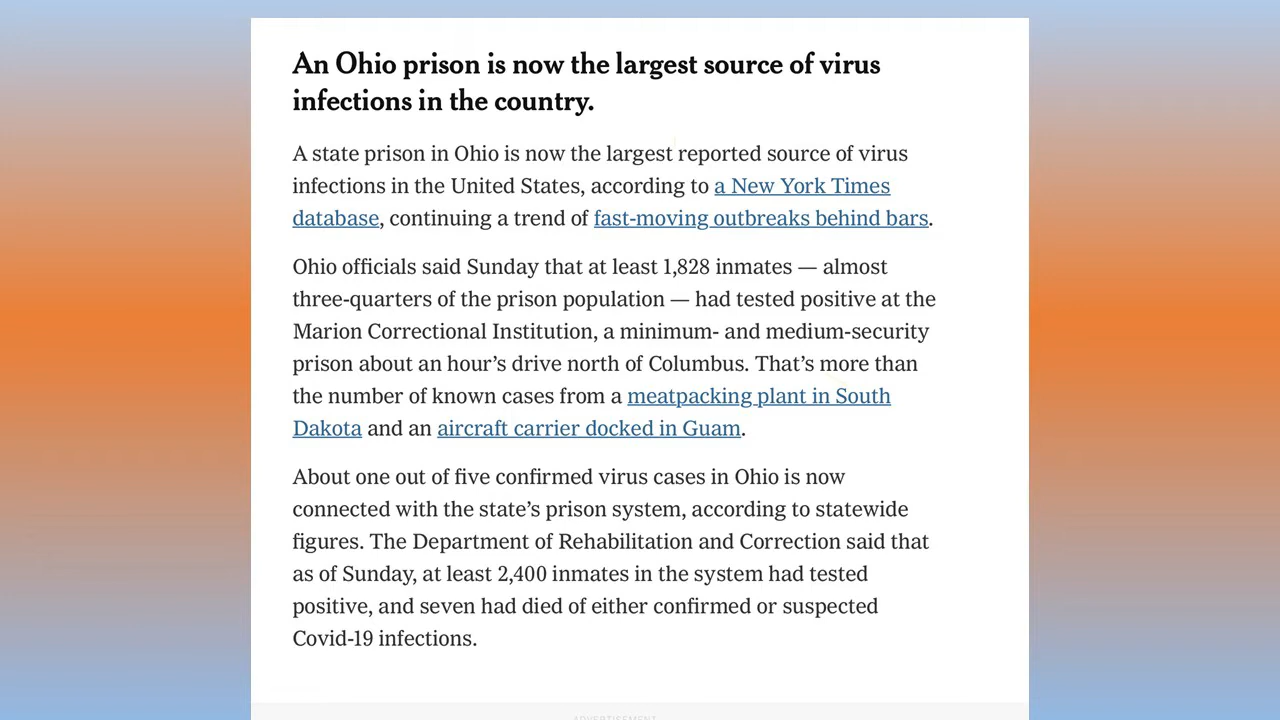 An Ohio prison is now the largest source of virus
infections in the country.
A state prison in Ohio is now the largest reported source of virus
infections in the United States, according to a New York Times
database, continuing a trend of fast-moving outbreaks behind bars.
Ohio officials said Sunday that at least 1,828 inmates — almost
three-quarters of the prison population — had tested positive at the
Marion Correctional Institution, a minimum- and medium-security
prison about an hour’s drive north of Columbus. That’s more than
the number of known cases from a meatpacking plant in South
Dakota and an aircraft carrier docked in Guam.
About one out of five confirmed virus cases in Ohio is now
connected with the state’s prison system, according to statewide
figures. The Department of Rehabilitation and Correction said that
as of Sunday, at least 2,400 inmates in the system had tested
positive, and seven had died of either confirmed or suspected
Covid-19 infections.
ADVERTISEMENT